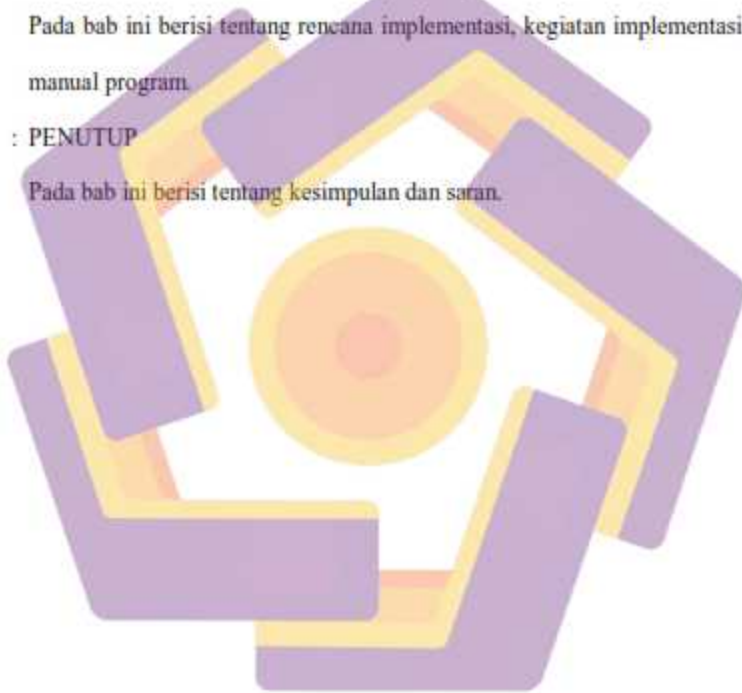 Pada bab ini berisi tentang rencana implementasi, kegiatan implementasi
manual program.
: PENUTUP
Pada bab ini berisi tentang kesimpulan dan saran.